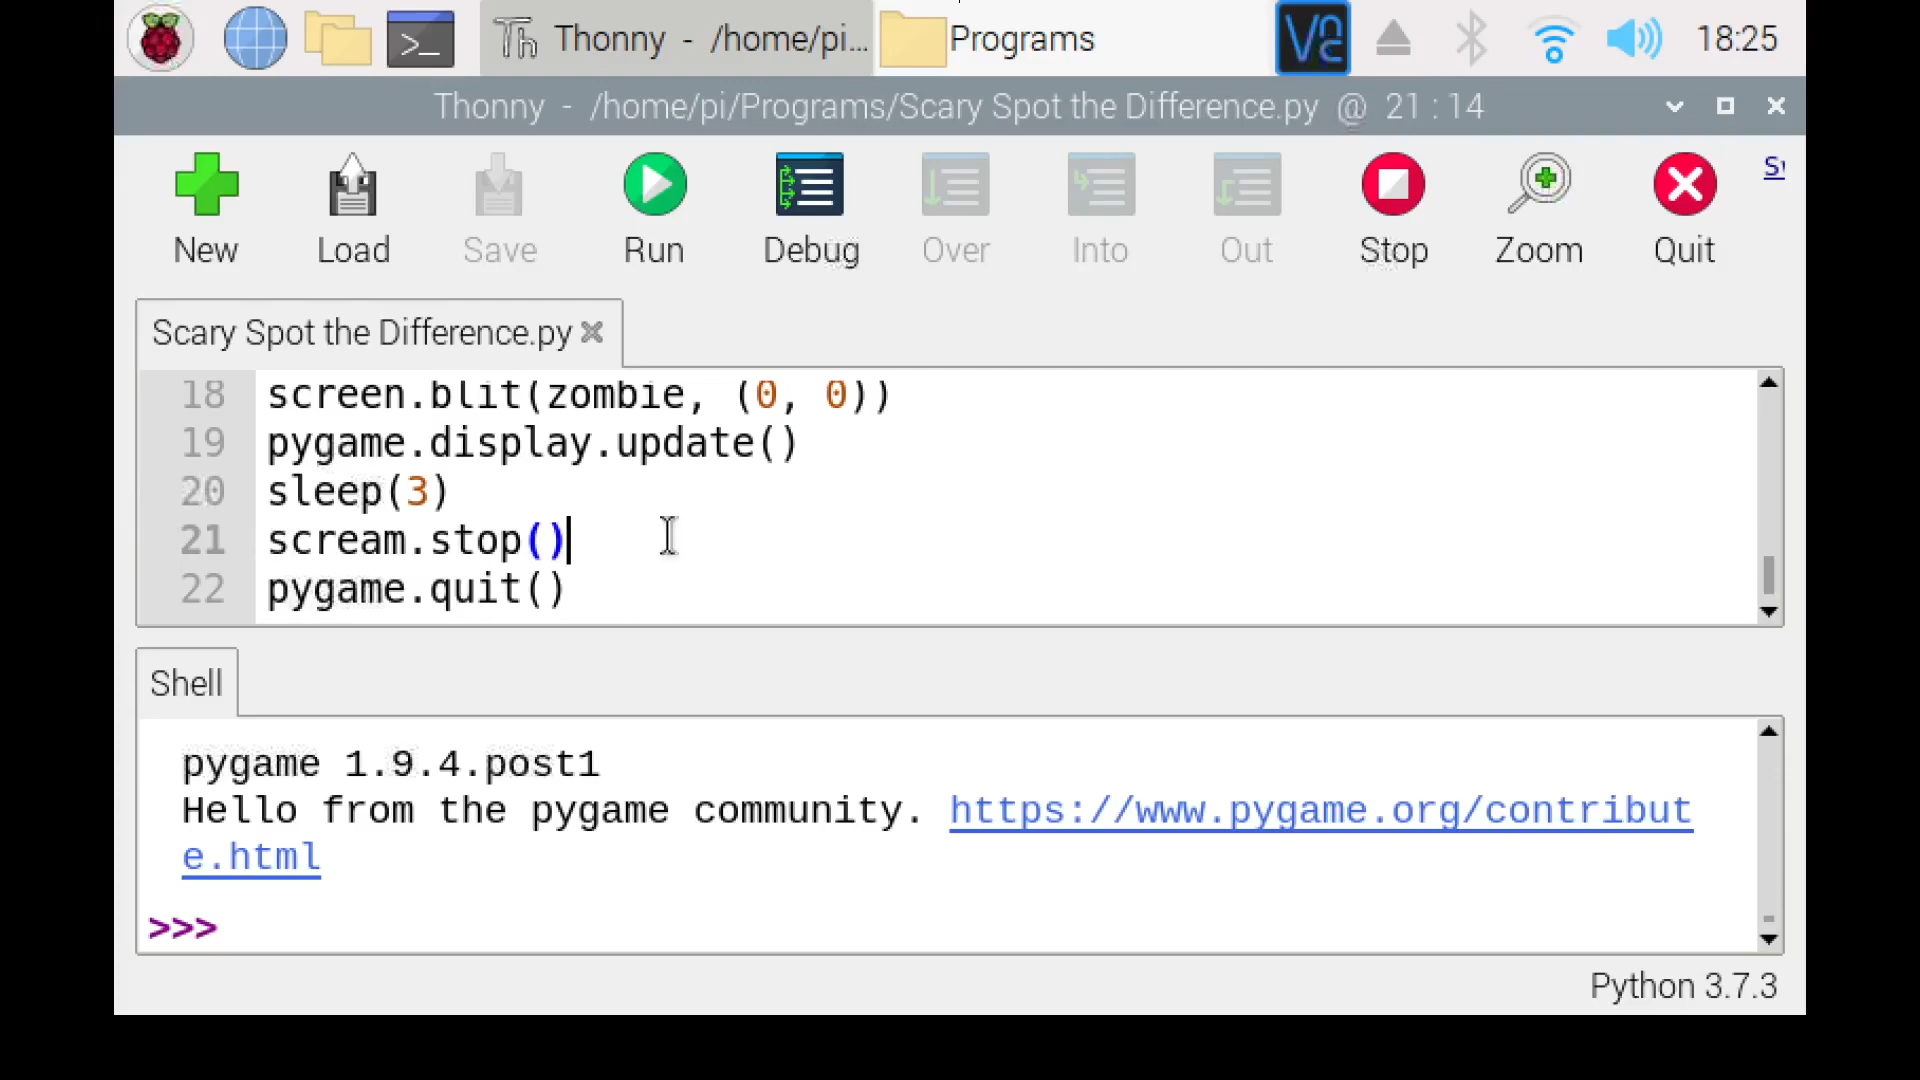 Thonny - /home/pi... Programs 18:25
Thonny - /home/pi/Programs/Scary Spot the Difference.py @ 21 : 14
New Load Save Run Debug Over Into Out Stop Zoom Quit
Scary Spot the Difference.py
18 screen.blit(zombie, (0, 0))
19 pygame.display.update()
20 sleep(3)
21 scream.stop()
22 pygame.quit()
Shell
pygame 1.9.4.post1
Hello from the pygame community. https://www.pygame.org/contribut
e.html
>>>
Python 3.7.3